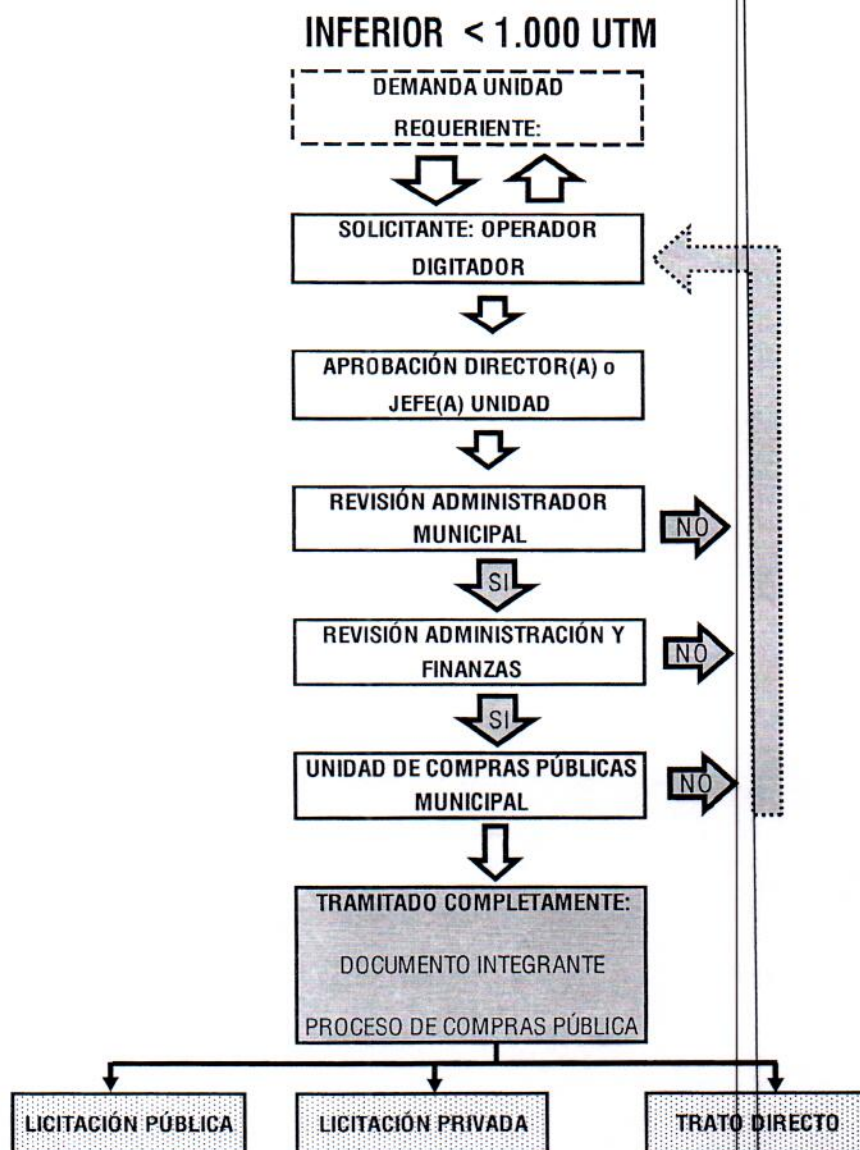 INFERIOR < 1.000 UTM
DEMANDA UNIDAD
REQUERIENTE:
SOLICITANTE: OPERADOR
DIGITADOR
APROBACIÓN DIRECTOR(A) o
JEFE(A) UNIDAD
REVISIÓN ADMINISTRADOR
MUNICIPAL
NO
SI
REVISIÓN ADMINISTRACIÓN Y
FINANZAS
NO
SI
UNIDAD DE COMPRAS PÚBLICAS
MUNICIPAL
NO
TRAMITADO COMPLETAMENTE:
DOCUMENTO INTEGRANTE
PROCESO DE COMPRAS PÚBLICA
LICITACIÓN PÚBLICA
LICITACIÓN PRIVADA
TRATO DIRECTO